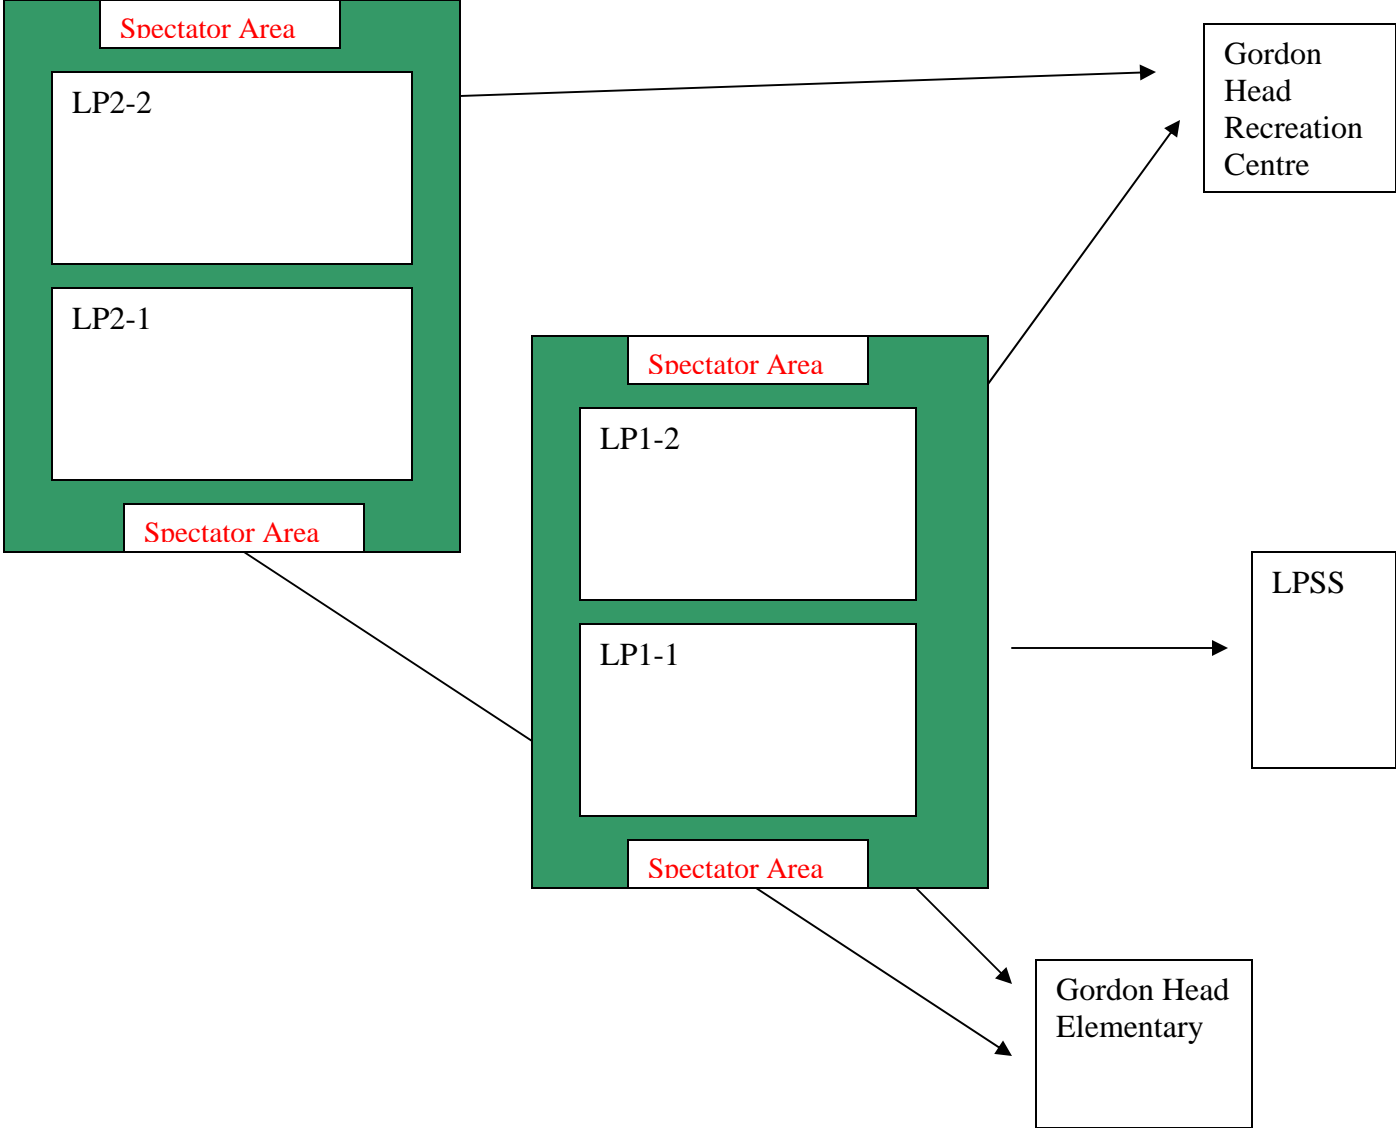 Spectator Area
LP2-2
LP2-1
Spectator Area
Gordon
Head
Recreation
Centre
Spectator Area
LP1-2
LP1-1
Spectator Area
LPSS
Gordon Head
Elementary